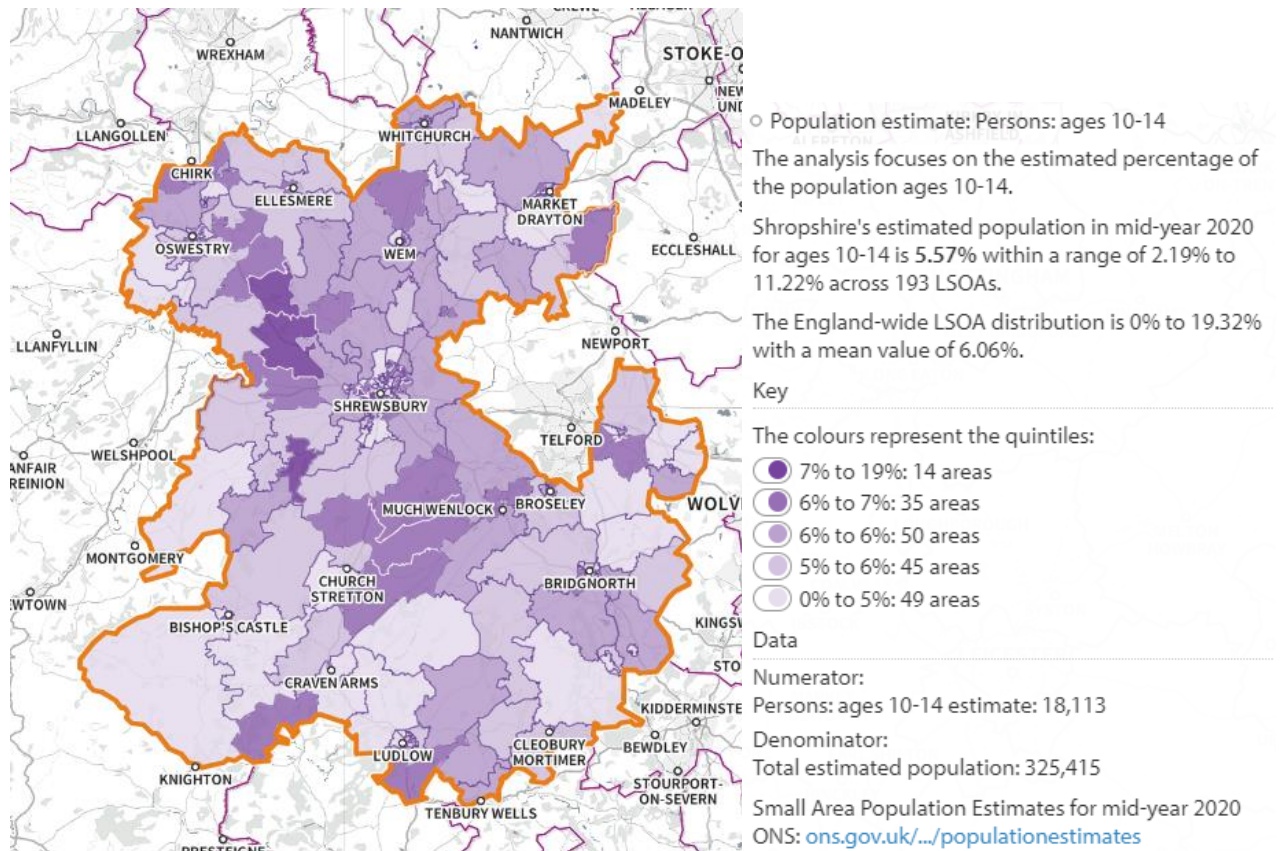 NANTWICH
WREXHAM
STOKE-O
MADELEY
LLANGOLLEN
WHITCHURCH
CHIRK
ELLESMERE
MARKET
DRAYTON
OSWESTRY
WEM
ECCLESHALL
LLANFYLLIN
NEWPORT
SHREWSBURY
TELFORD
WELSHPOOL
ANFAIR
REINION
MUCH WENLOCK
BROSELEY
WOLV
MONTGOMERY
CHURCH
STRETTON
BRIDGNORTH
EWTOWN
BISHOP'S CASTLE
KINGSW
STO
CRAVEN ARMS
KIDDERMINSTE
LUDLOW
CLEOBURY
MORTIMER
BEWDLEY
KNIGHTON
STOURPORT-
ON-SEVERN
TENBURY WELLS
Population estimate: Persons: ages 10-14
The analysis focuses on the estimated percentage of
the population ages 10-14.
Shropshire's estimated population in mid-year 2020
for ages 10-14 is 5.57% within a range of 2.19% to
11.22% across 193 LSOAs.
The England-wide LSOA distribution is 0% to 19.32%
with a mean value of 6.06%.
Key
The colours represent the quintiles:
7% to 19%: 14 areas
6% to 7%: 35 areas
6% to 6%: 50 areas
5% to 6%: 45 areas
0% to 5%: 49 areas
Data
Numerator:
Persons: ages 10-14 estimate: 18,113
Denominator:
Total estimated population: 325,415
Small Area Population Estimates for mid-year 2020
ONS: ons.gov.uk/.../populationestimates